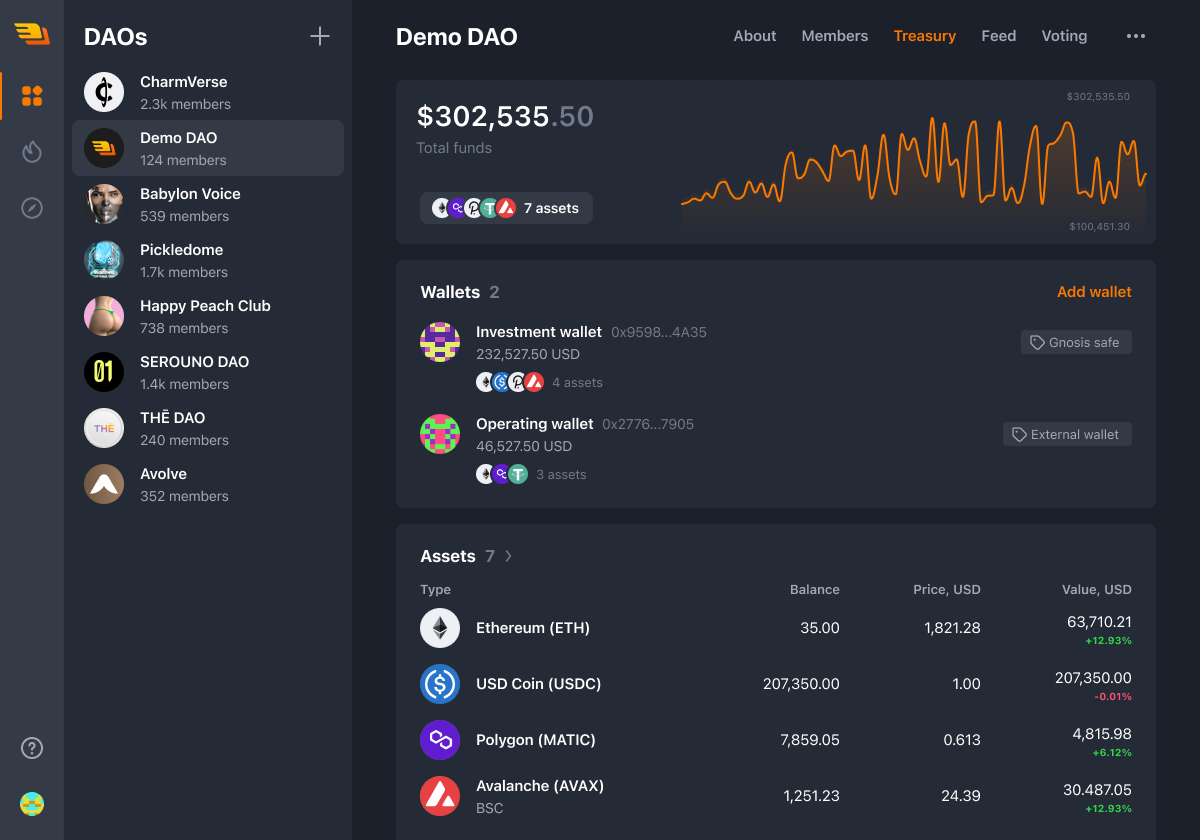 DAOs
CharmVerse
2.3k members
Demo DAO
124 members
Babylon Voice
539 members
Pickledome
1.7k members
Happy Peach Club
738 members
01
SEROUNO DAO
1.4k members
THĒ
THĒ DAO
240 members
Avolve
352 members
Demo DAO
About Members Treasury Feed Voting
$302,535.50
Total funds
7 assets
$302,535.50
$100,451.30
Wallets 2
Add wallet
Investment wallet 0x9598...4A35
232,527.50 USD
4 assets
Gnosis safe
Operating wallet 0x2776...7905
46,527.50 USD
3 assets
External wallet
Assets 7
Type Balance Price, USD Value, USD
Ethereum (ETH) 35.00 1,821.28 63,710.21
+12.93%
USD Coin (USDC) 207,350.00 1.00 207,350.00
-0.01%
Polygon (MATIC) 7,859.05 0.613 4,815.98
+6.12%
Avalanche (AVAX) 1,251.23 24.39 30.487.05
BSC +12.93%